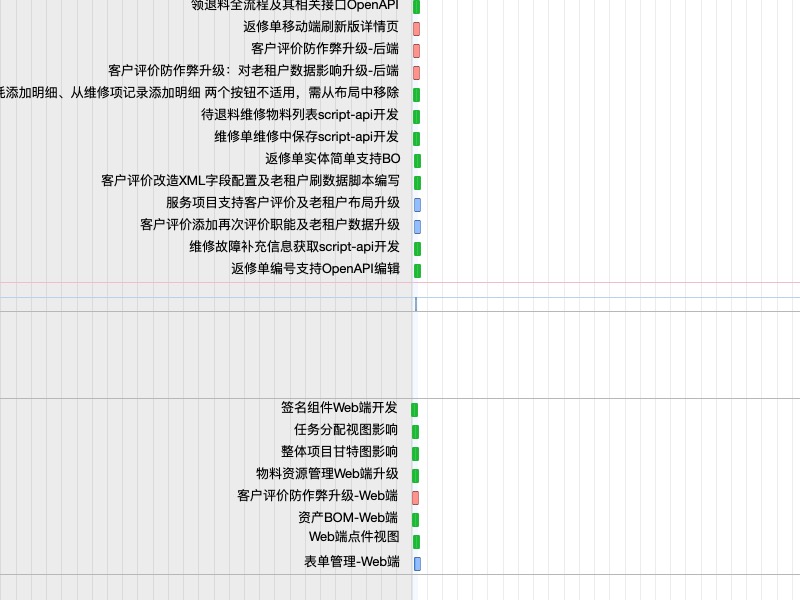 领退料全流程及其相关接口OpenAPI
返修单移动端刷新版详情页
客户评价防作弊升级-后端
客户评价防作弊升级：对老租户数据影响升级-后端
添加明细、从维修项记录添加明细 两个按钮不适用，需从布局中移除
待退料维修物料列表script-api开发
维修单维修中保存script-api开发
返修单实体简单支持BO
客户评价改造XML字段配置及老租户刷数据脚本编写
服务项目支持客户评价及老租户布局升级
客户评价添加再次评价职能及老租户数据升级
维修故障补充信息获取script-api开发
返修单编号支持OpenAPI编辑
签名组件Web端开发
任务分配视图影响
整体项目甘特图影响
物料资源管理Web端升级
客户评价防作弊升级-Web端
资产BOM-Web端
Web端点件视图
表单管理-Web端